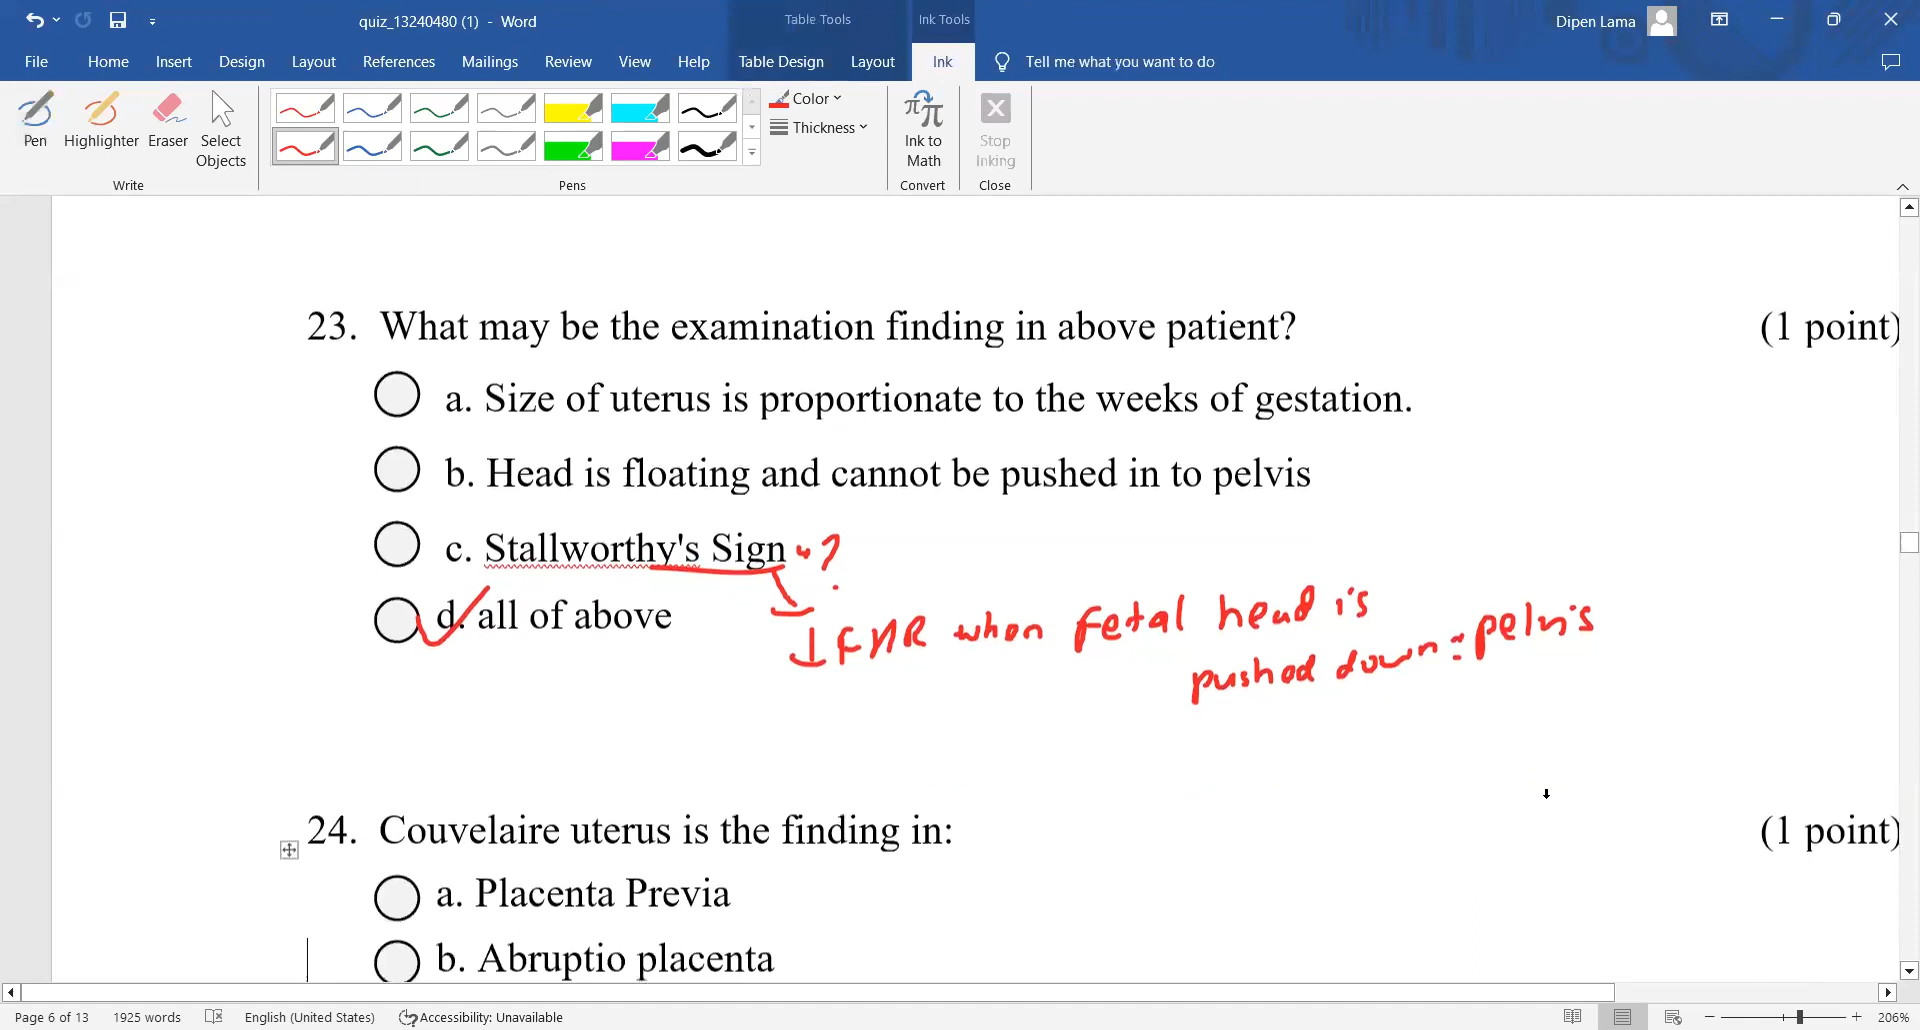 quiz_13240480 (1) - Word
Table Tools
Ink Tools
Dipen Lama
File Home Insert Design Layout References Mailings Review View Help Table Design Layout Ink Tell me what you want to do
Pen Highlighter Eraser Select Objects
Color
Thickness
Ink to Math
Stop Inking
Write Pens Convert Close
23. What may be the examination finding in above patient? (1 point)
a. Size of uterus is proportionate to the weeks of gestation.
b. Head is floating and cannot be pushed in to pelvis
c. Stallworthy's Sign ?
d. all of above
↓ FHR when fetal head is
pushed down = pelvis
24. Couvelaire uterus is the finding in: (1 point)
a. Placenta Previa
b. Abruptio placenta
Page 6 of 13 1925 words English (United States) Accessibility: Unavailable 206%